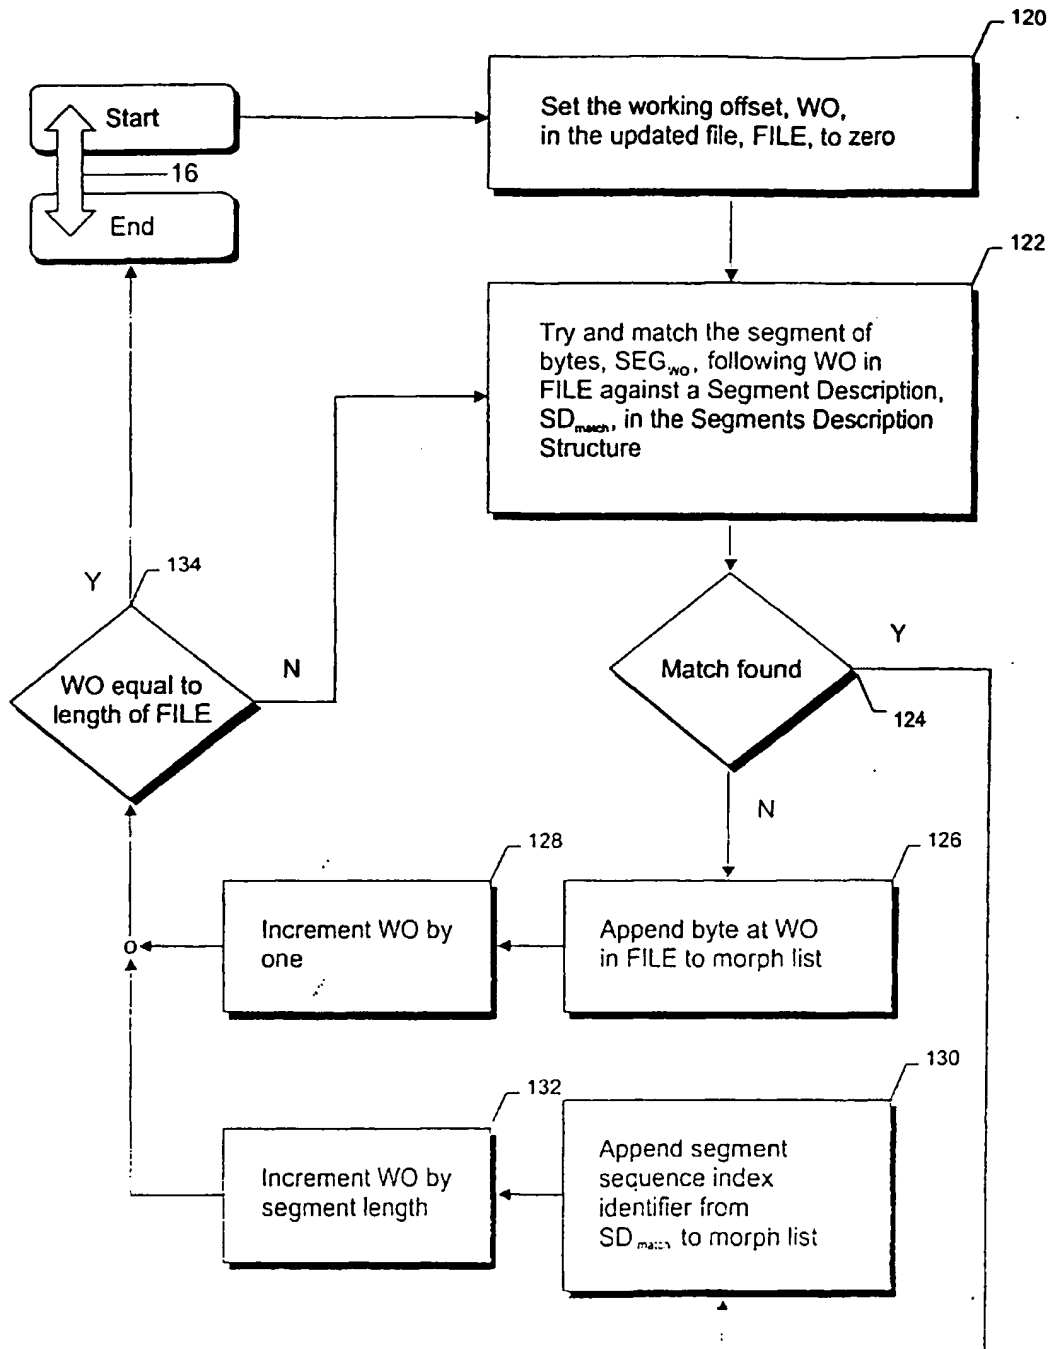 120
Set the working offset, WO,
in the updated file, FILE, to zero
Start
16
End
122
Try and match the segment of
bytes, SEG_WO, following WO in
FILE against a Segment Description,
SD_match, in the Segments Description
Structure
134
Y
N
WO equal to
length of FILE
Match found
Y
124
N
128
Increment WO by
one
126
Append byte at WO
in FILE to morph list
o
132
Increment WO by
segment length
130
Append segment
sequence index
identifier from
SD_match to morph list